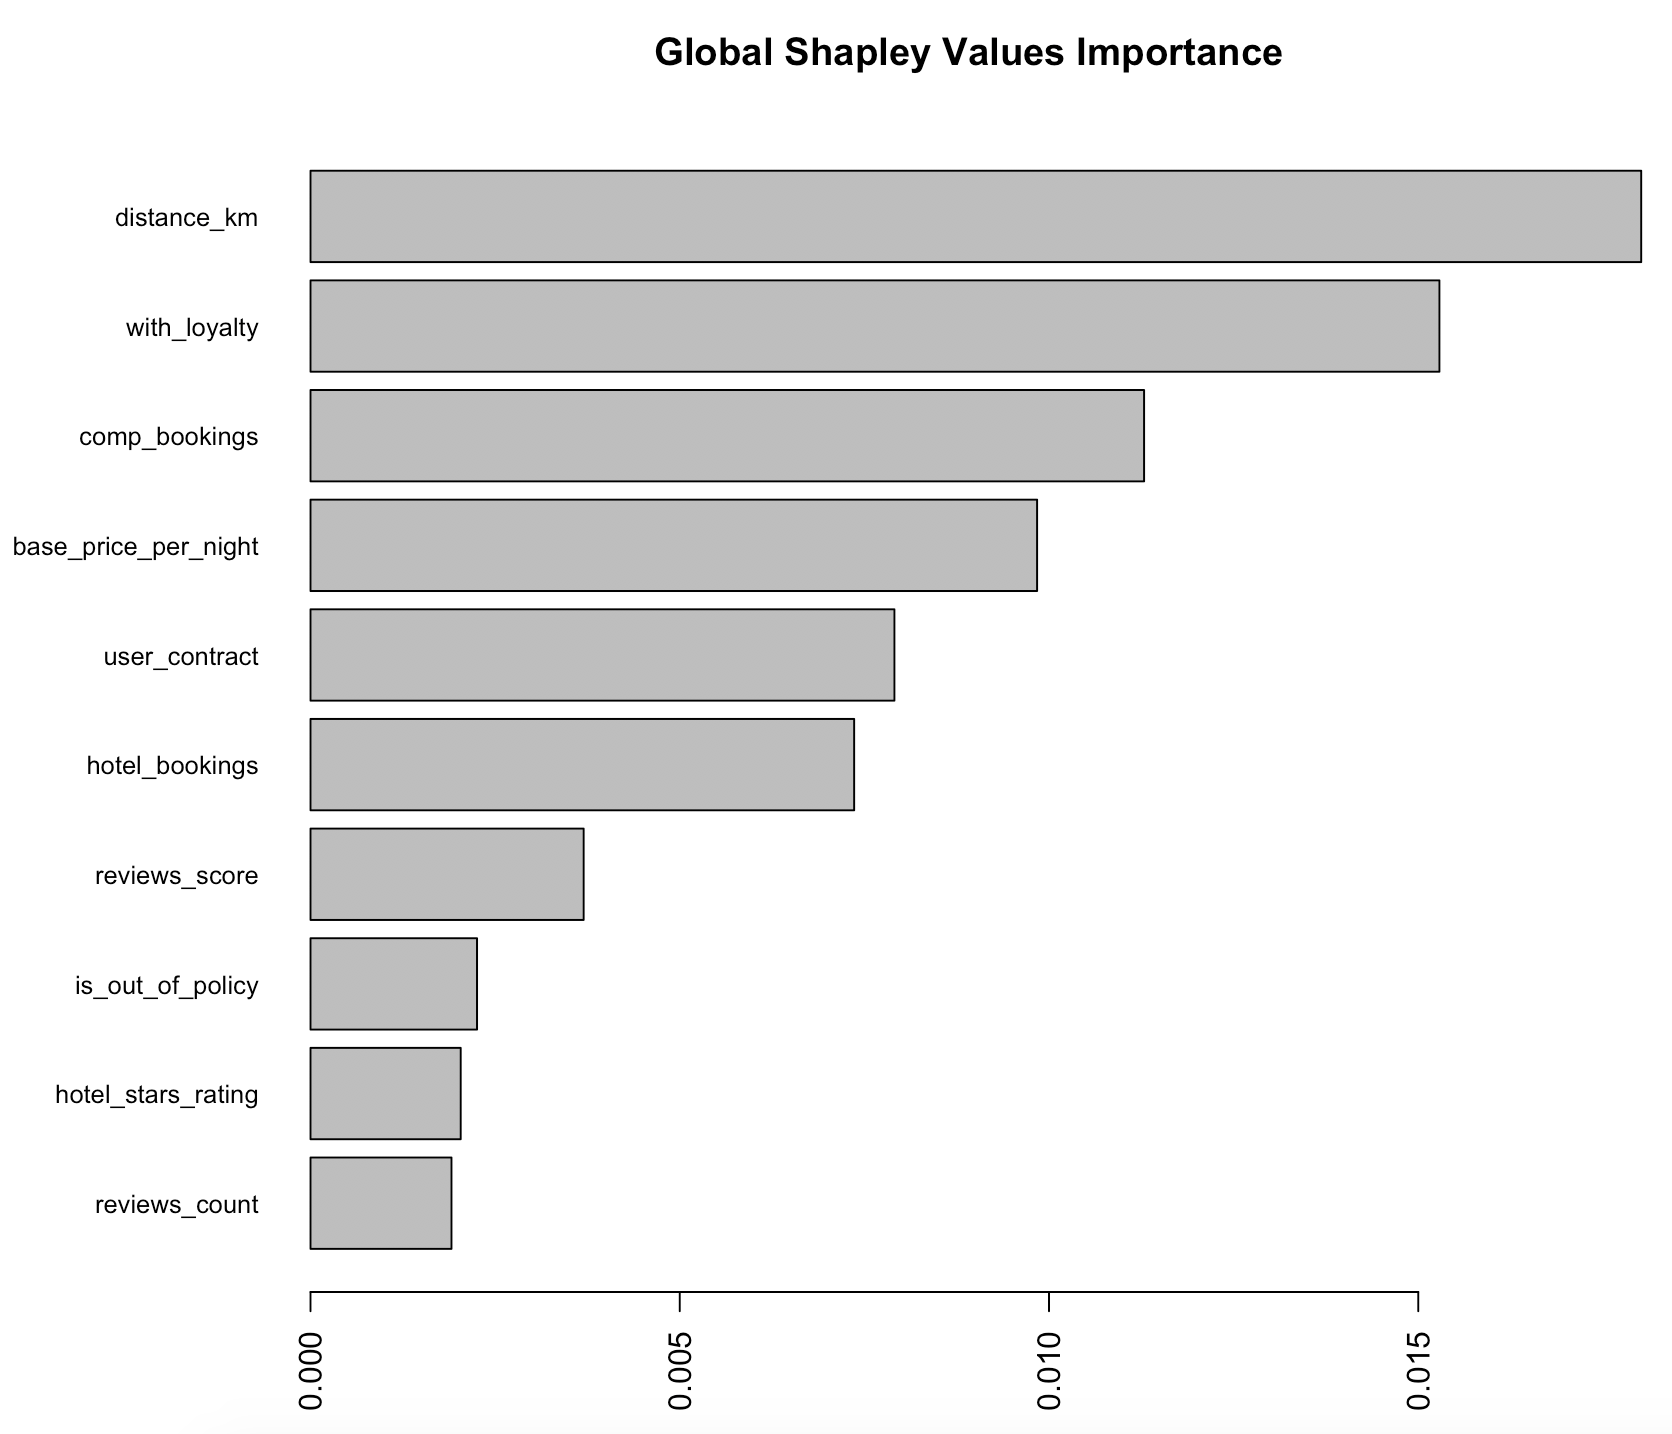 Global Shapley Values Importance
distance_km
with_loyalty
comp_bookings
base_price_per_night
user_contract
hotel_bookings
reviews_score
is_out_of_policy
hotel_stars_rating
reviews_count
0.000
0.005
0.010
0.015